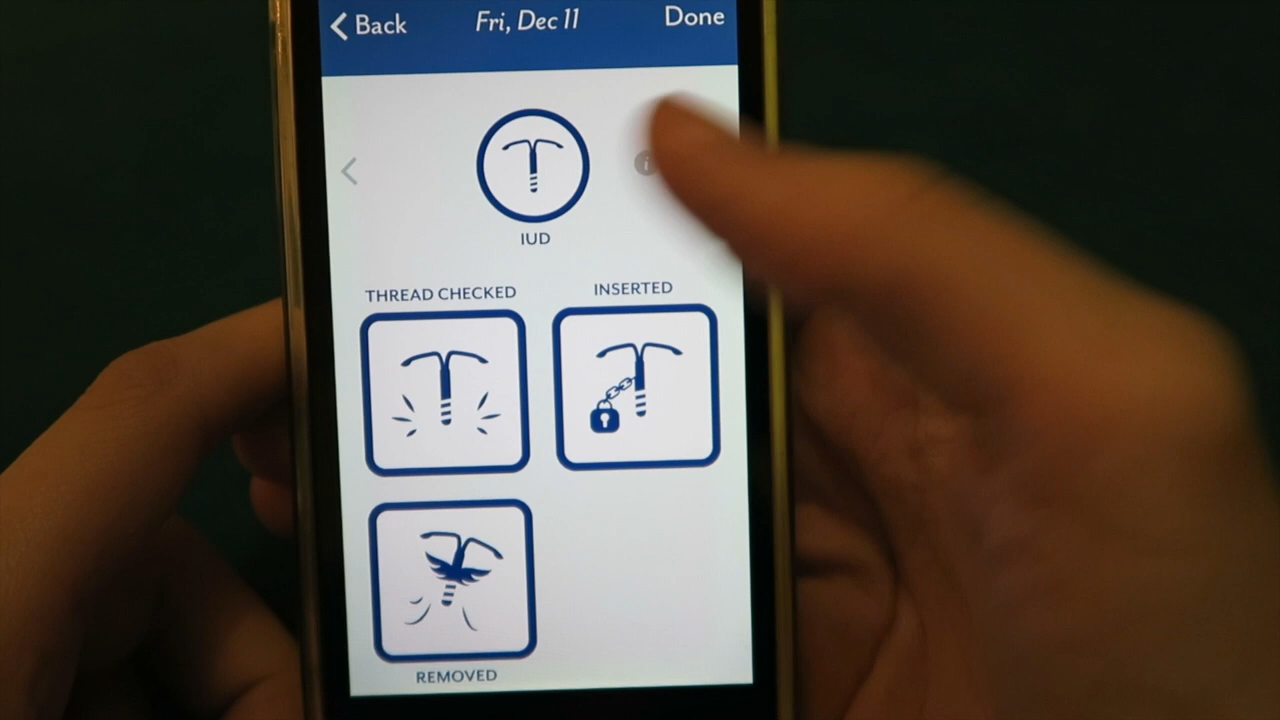 Back
Fri, Dec 11
Done
i
IUD
THREAD CHECKED
INSERTED
REMOVED